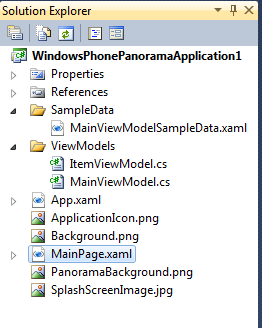 Solution Explorer
WindowsPhonePanoramaApplication1
Properties
References
SampleData
MainViewModelSampleData.xaml
ViewModels
ItemViewModel.cs
MainViewModel.cs
App.xaml
ApplicationIcon.png
Background.png
MainPage.xaml
PanoramaBackground.png
SplashScreenImage.jpg